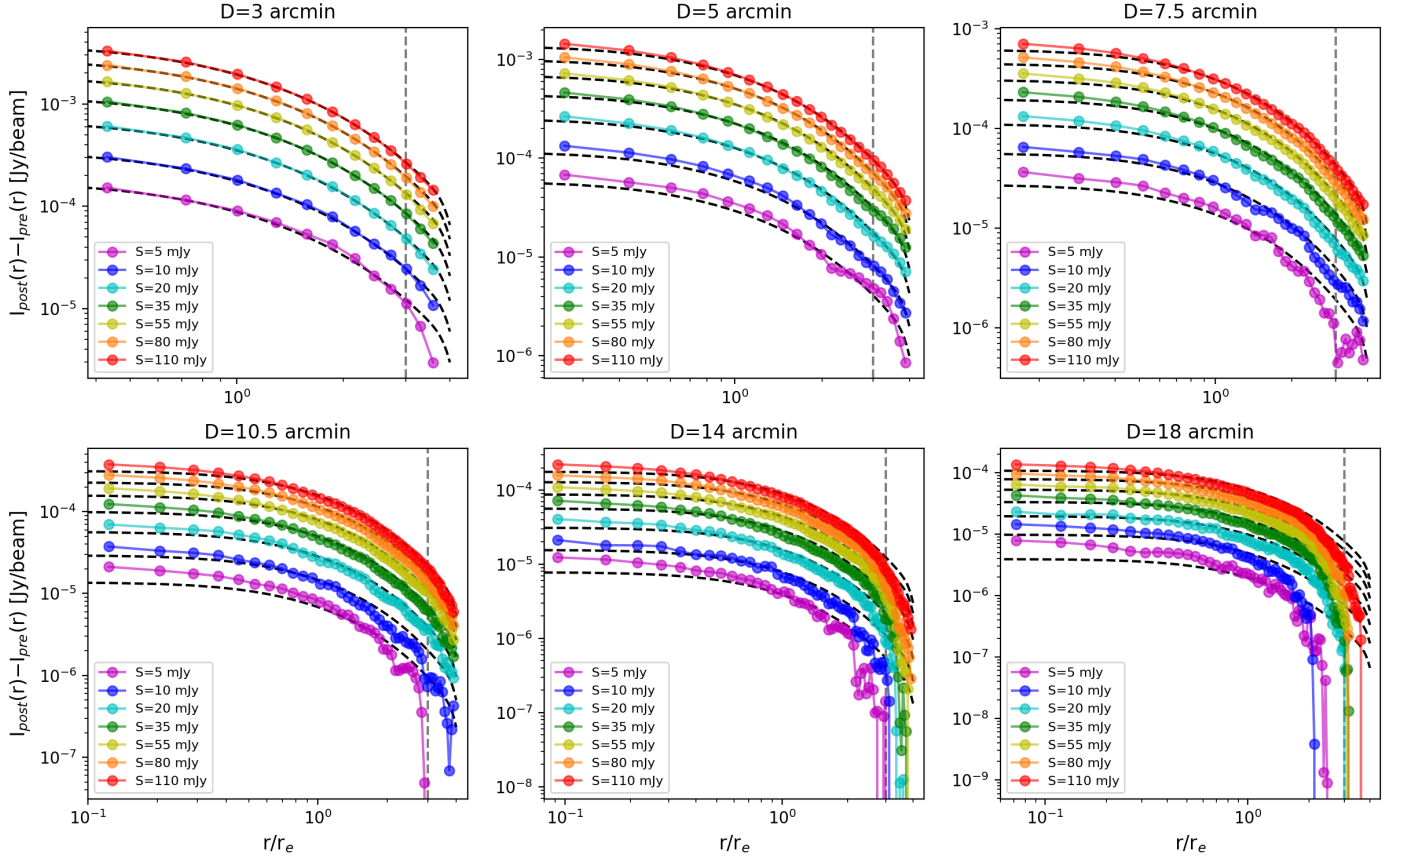 D=3 arcmin
I_post(r)−I_pre(r) [Jy/beam]
10^−3
10^−4
10^−5
10^0
S=5 mJy
S=10 mJy
S=20 mJy
S=35 mJy
S=55 mJy
S=80 mJy
S=110 mJy
D=5 arcmin
10^−3
10^−4
10^−5
10^−6
10^0
S=5 mJy
S=10 mJy
S=20 mJy
S=35 mJy
S=55 mJy
S=80 mJy
S=110 mJy
D=7.5 arcmin
10^−3
10^−4
10^−5
10^−6
10^0
S=5 mJy
S=10 mJy
S=20 mJy
S=35 mJy
S=55 mJy
S=80 mJy
S=110 mJy
D=10.5 arcmin
I_post(r)−I_pre(r) [Jy/beam]
10^−4
10^−5
10^−6
10^−7
10^−1
10^0
S=5 mJy
S=10 mJy
S=20 mJy
S=35 mJy
S=55 mJy
S=80 mJy
S=110 mJy
r/r_e
D=14 arcmin
10^−4
10^−5
10^−6
10^−7
10^−8
10^−1
10^0
S=5 mJy
S=10 mJy
S=20 mJy
S=35 mJy
S=55 mJy
S=80 mJy
S=110 mJy
r/r_e
D=18 arcmin
10^−4
10^−5
10^−6
10^−7
10^−8
10^−9
10^−1
10^0
S=5 mJy
S=10 mJy
S=20 mJy
S=35 mJy
S=55 mJy
S=80 mJy
S=110 mJy
r/r_e